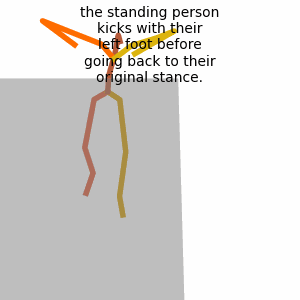 the standing person
kicks with their
left foot before
going back to their
original stance.